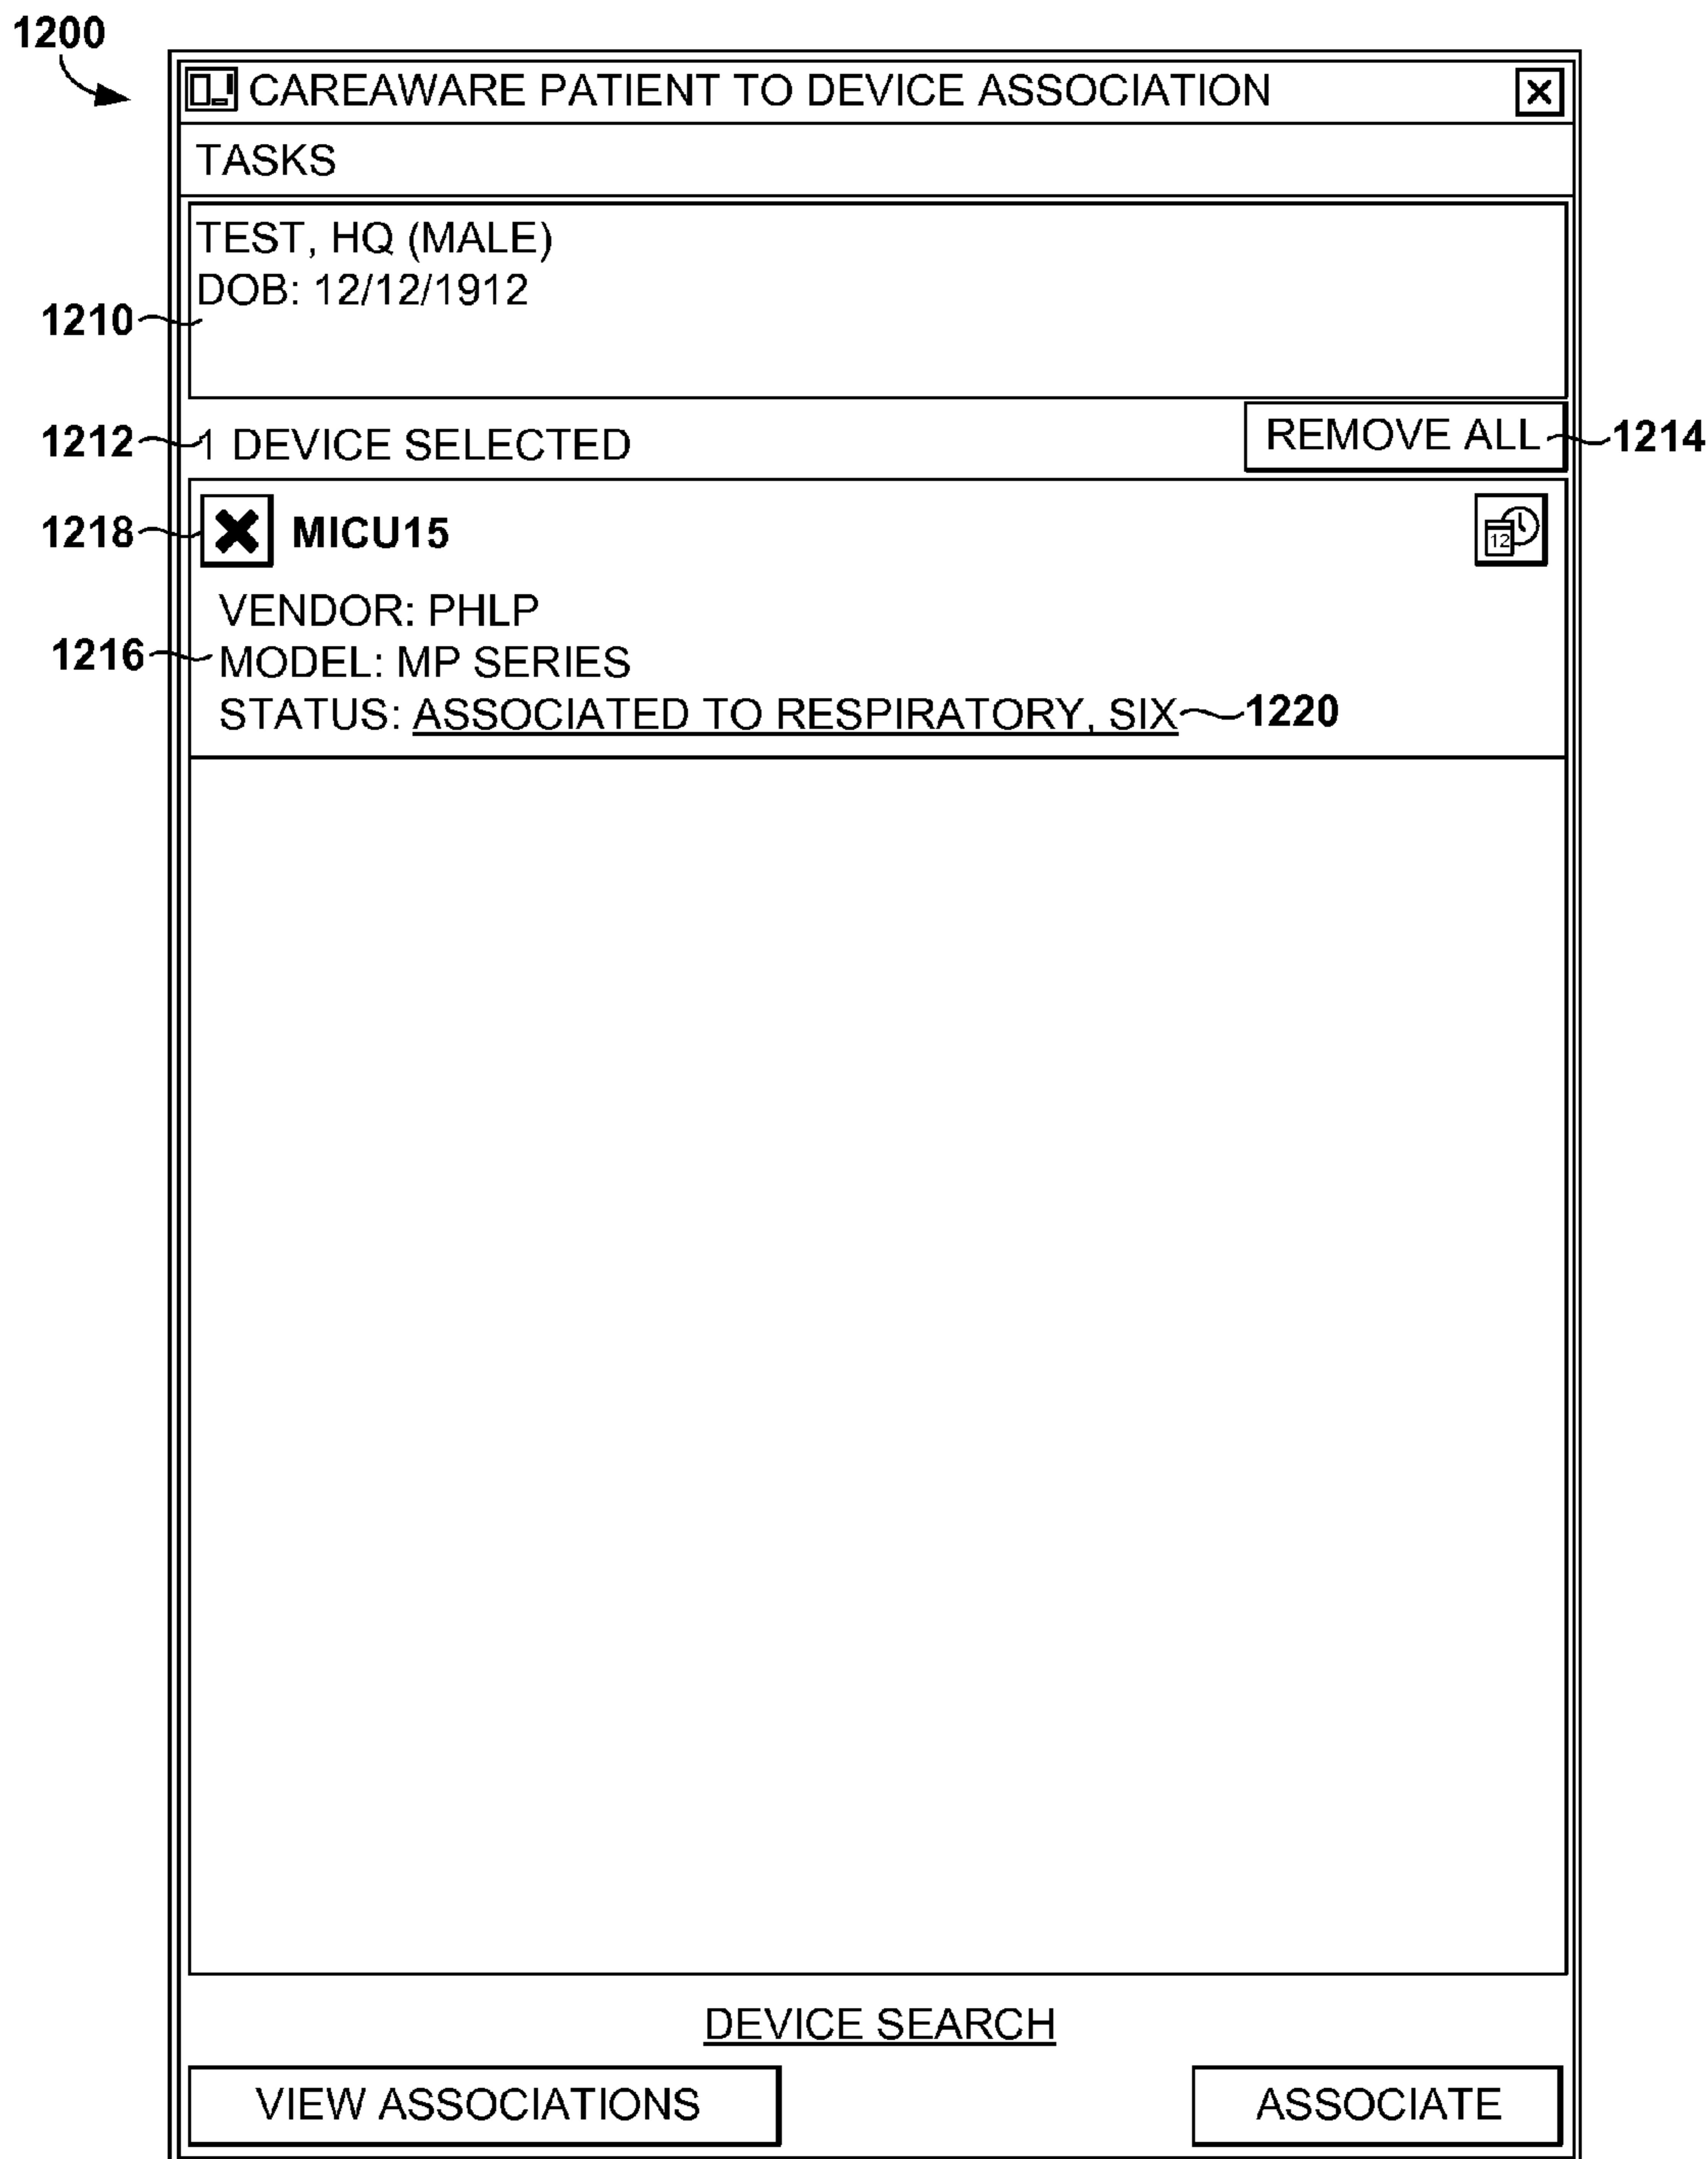 1200
CAREAWARE PATIENT TO DEVICE ASSOCIATION
TASKS
TEST, HQ (MALE)
DOB: 12/12/1912
1210
1212 1 DEVICE SELECTED REMOVE ALL 1214
1218 MICU15 12
VENDOR: PHLP
1216 MODEL: MP SERIES
STATUS: ASSOCIATED TO RESPIRATORY, SIX 1220
DEVICE SEARCH
VIEW ASSOCIATIONS ASSOCIATE